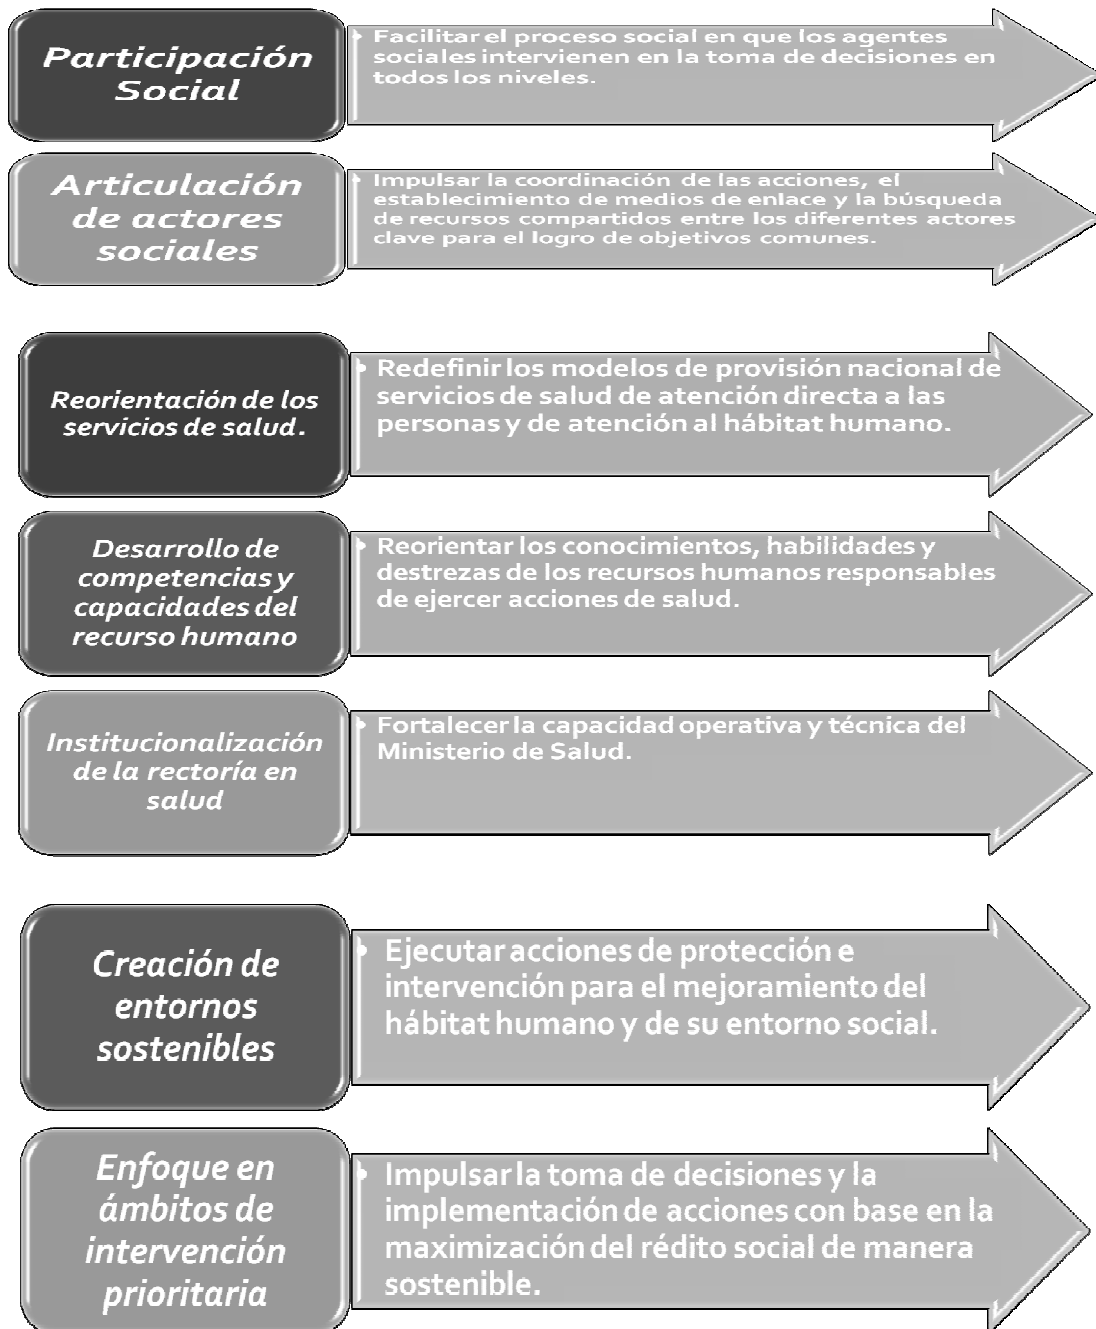 Participación
Social
• Facilitar el proceso social en que los agentes
sociales intervienen en la toma de decisiones en
todos los niveles.
Articulación
de actores
sociales
• Impulsar la coordinación de las acciones, el
establecimiento de medios de enlace y la búsqueda
de recursos compartidos entre los diferentes actores
clave para el logro de objetivos comunes.
Reorientación de los
servicios de salud.
• Redefinir los modelos de provisión nacional de
servicios de salud de atención directa a las
personas y de atención al hábitat humano.
Desarrollo de
competencias y
capacidades del
recurso humano
• Reorientar los conocimientos, habilidades y
destrezas de los recursos humanos responsables
de ejercer acciones de salud.
Institucionalización
de la rectoría en
salud
• Fortalecer la capacidad operativa y técnica del
Ministerio de Salud.
Creación de
entornos
sostenibles
• Ejecutar acciones de protección e
intervención para el mejoramiento del
hábitat humano y de su entorno social.
Enfoque en
ámbitos de
intervención
prioritaria
• Impulsar la toma de decisiones y la
implementación de acciones con base en la
maximización del rédito social de manera
sostenible.